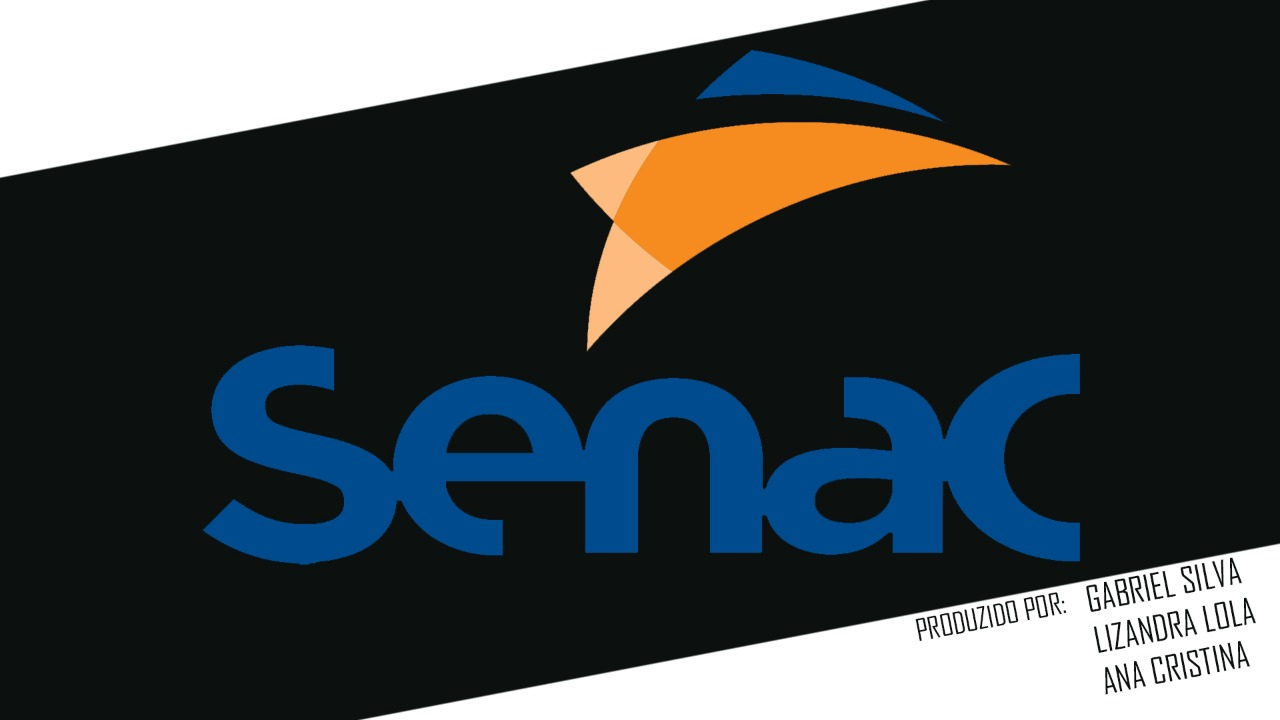 Senac
PRODUZIDO POR: GABRIEL SILVA
LIZANDRA LOLA
ANA CRISTINA